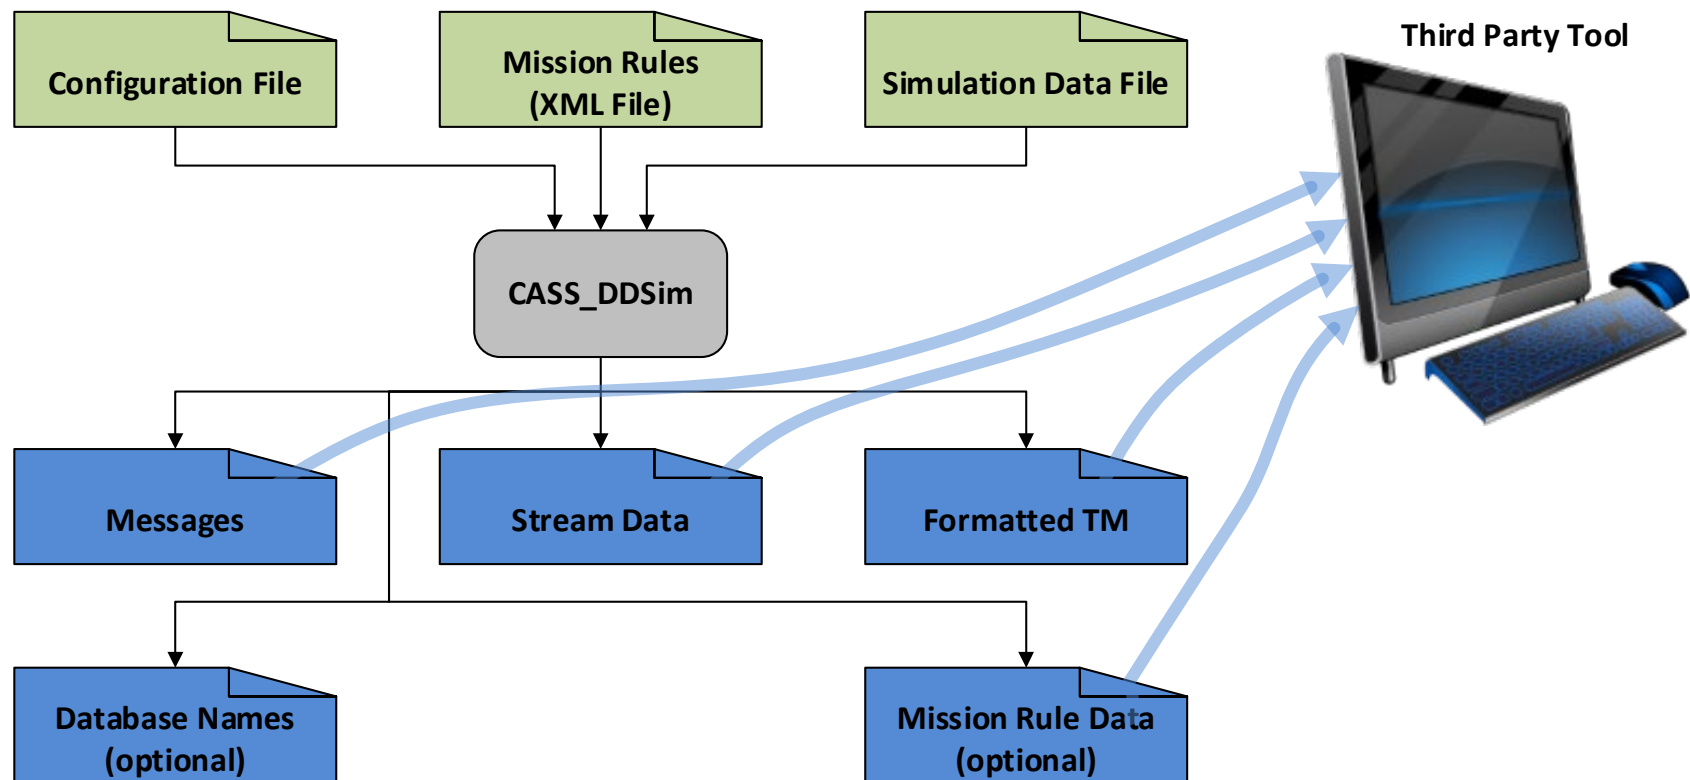 Third Party Tool
Configuration File
Mission Rules
(XML File)
Simulation Data File
CASS_DDSim
Messages
Stream Data
Formatted TM
Database Names
(optional)
Mission Rule Data
(optional)